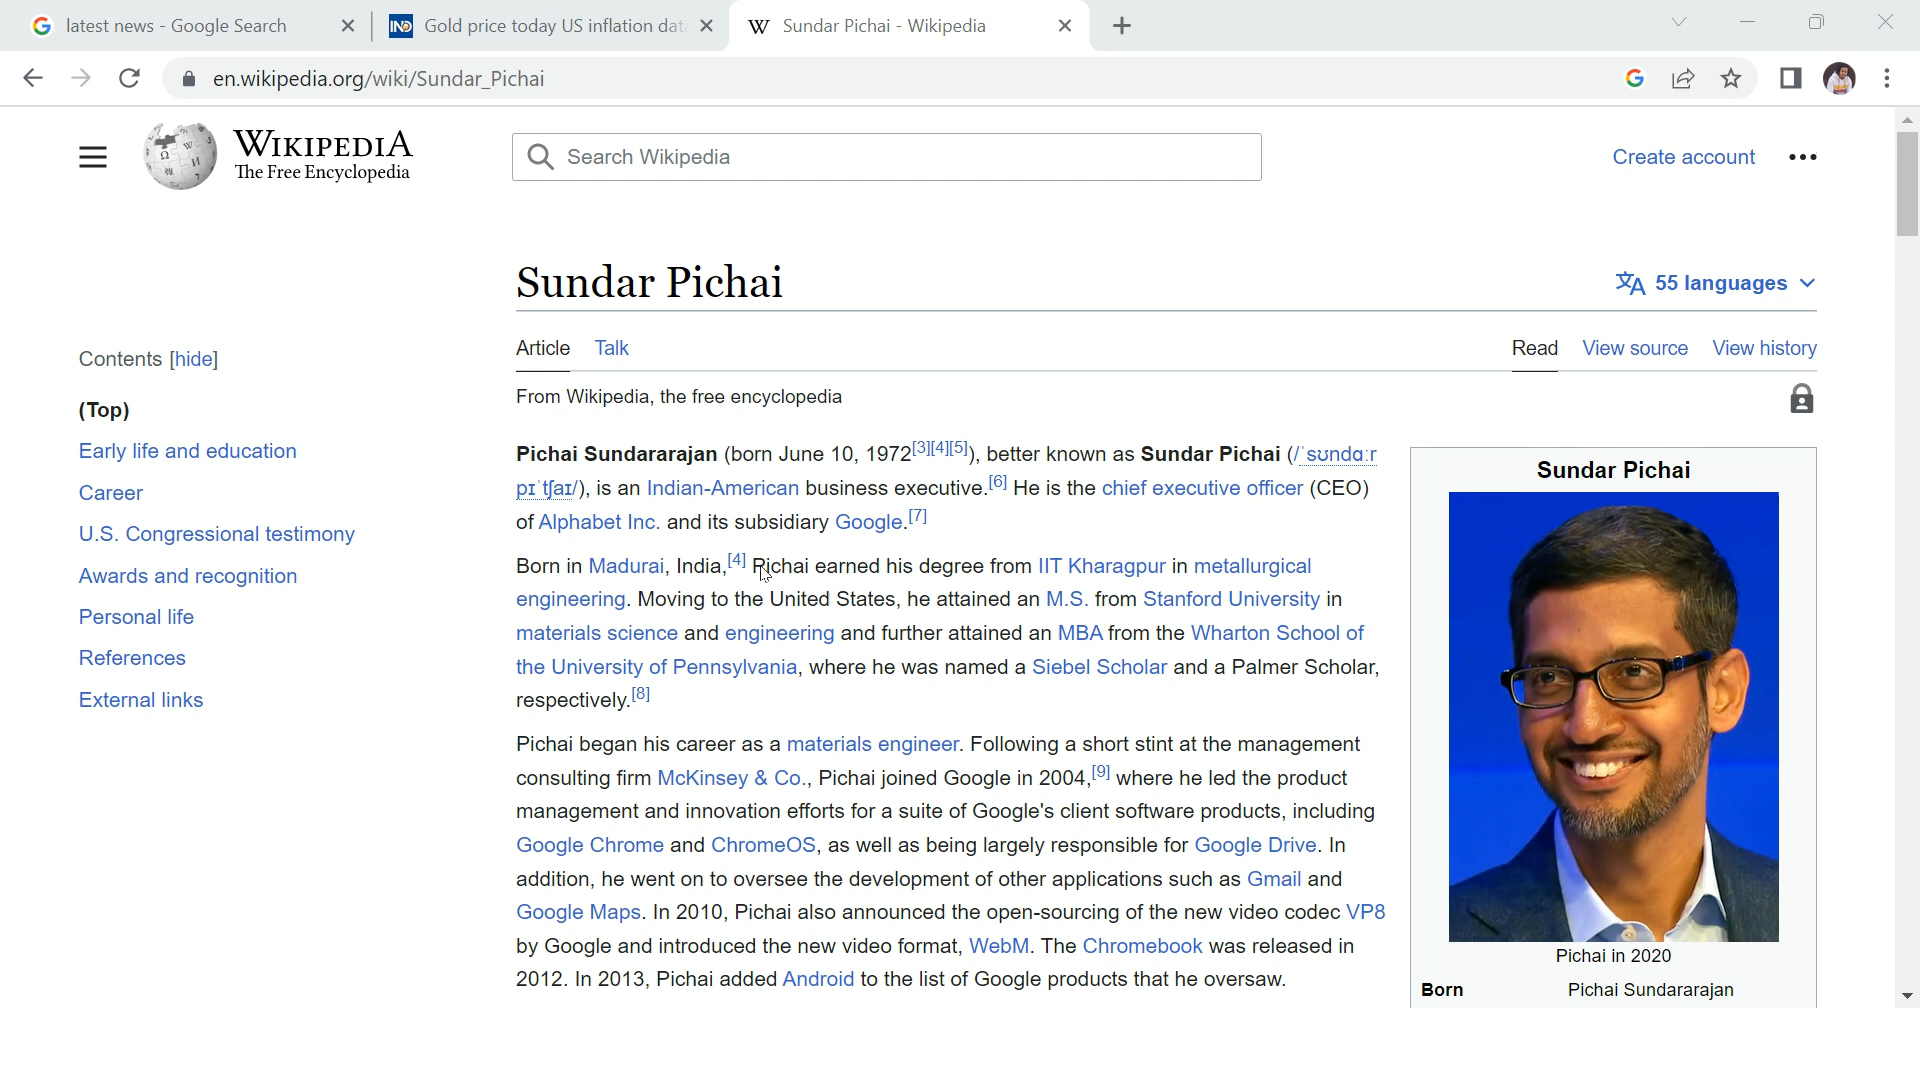 latest news - Google Search
Gold price today US inflation dat
Sundar Pichai - Wikipedia
en.wikipedia.org/wiki/Sundar_Pichai
WIKIPEDIA
The Free Encyclopedia
Search Wikipedia
Create account
Sundar Pichai
55 languages
Article Talk
Read View source View history
From Wikipedia, the free encyclopedia
Contents [hide]
(Top)
Early life and education
Career
U.S. Congressional testimony
Awards and recognition
Personal life
References
External links
Pichai Sundararajan (born June 10, 1972[3][4][5]), better known as Sundar Pichai (/ˈsʊndɑːr
pɪˈtʃaɪ/), is an Indian-American business executive.[6] He is the chief executive officer (CEO)
of Alphabet Inc. and its subsidiary Google.[7]
Born in Madurai, India,[4] Pichai earned his degree from IIT Kharagpur in metallurgical
engineering. Moving to the United States, he attained an M.S. from Stanford University in
materials science and engineering and further attained an MBA from the Wharton School of
the University of Pennsylvania, where he was named a Siebel Scholar and a Palmer Scholar,
respectively.[8]
Pichai began his career as a materials engineer. Following a short stint at the management
consulting firm McKinsey & Co., Pichai joined Google in 2004,[9] where he led the product
management and innovation efforts for a suite of Google's client software products, including
Google Chrome and ChromeOS, as well as being largely responsible for Google Drive. In
addition, he went on to oversee the development of other applications such as Gmail and
Google Maps. In 2010, Pichai also announced the open-sourcing of the new video codec VP8
by Google and introduced the new video format, WebM. The Chromebook was released in
2012. In 2013, Pichai added Android to the list of Google products that he oversaw.
Sundar Pichai
Pichai in 2020
Born Pichai Sundararajan